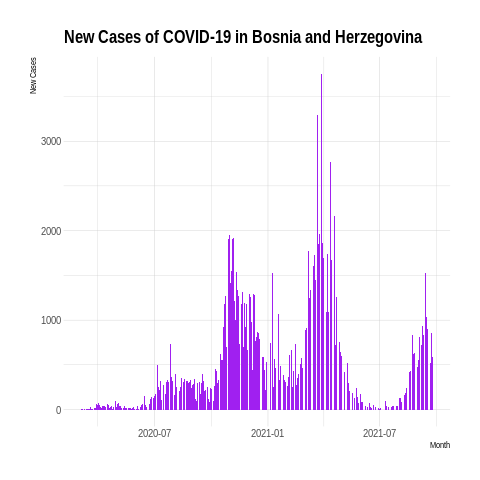 New Cases of COVID-19 in Bosnia and Herzegovina
New Cases
3000
2000
1000
0
2020-07
2021-01
2021-07
Month